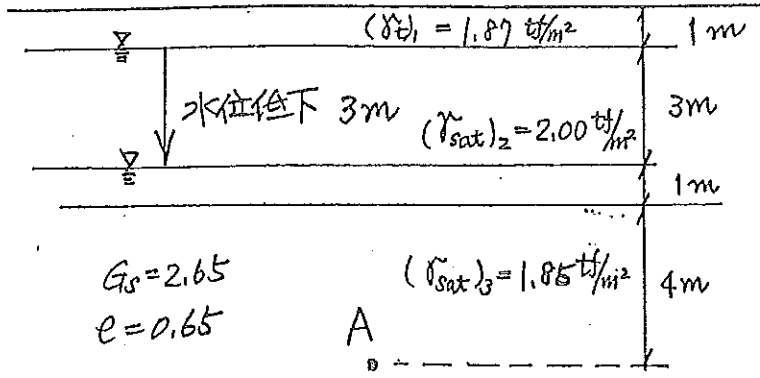 (γt)₁ = 1.87 tf/m² 1m
水位低下 3m
(γsat)₂ = 2.00 tf/m² 3m
1m
Gs = 2.65 (γsat)₃ = 1.85 tf/m² 4m
e = 0.65 A